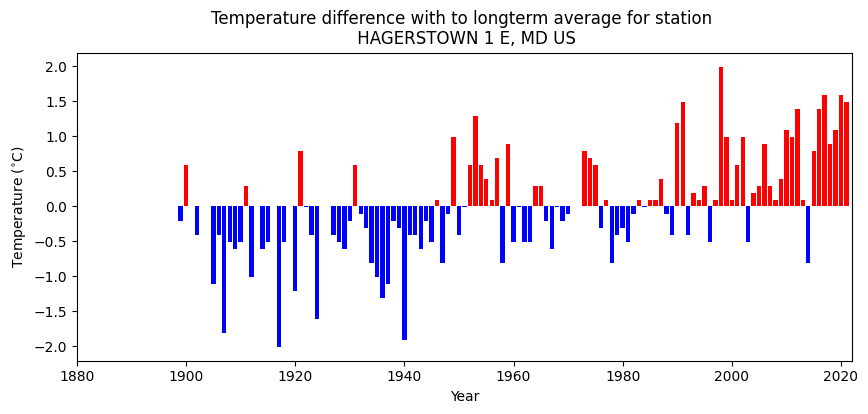 Temperature difference with to longterm average for station
HAGERSTOWN 1 E, MD US
2.0
1.5
1.0
0.5
0.0
−0.5
−1.0
−1.5
−2.0
Temperature (°C)
1880 1900 1920 1940 1960 1980 2000 2020
Year